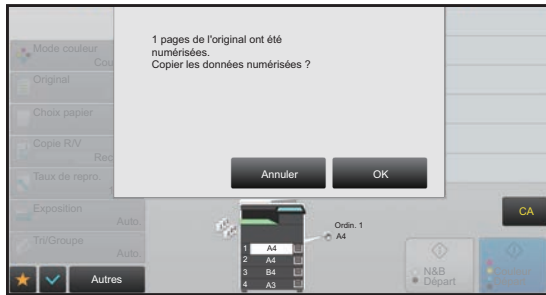 1 pages de l'original ont été
numérisées.
Copier les données numérisées ?
Annuler
OK
Mode couleur
Cou
Original
Choix papier
Copie R/V
Rec
Taux de repro.
Exposition
Auto.
Tri/Groupe
Auto.
Autres
1 A4
2 A4
3 B4
4 A3
Ordin. 1
A4
CA
N&B
Départ